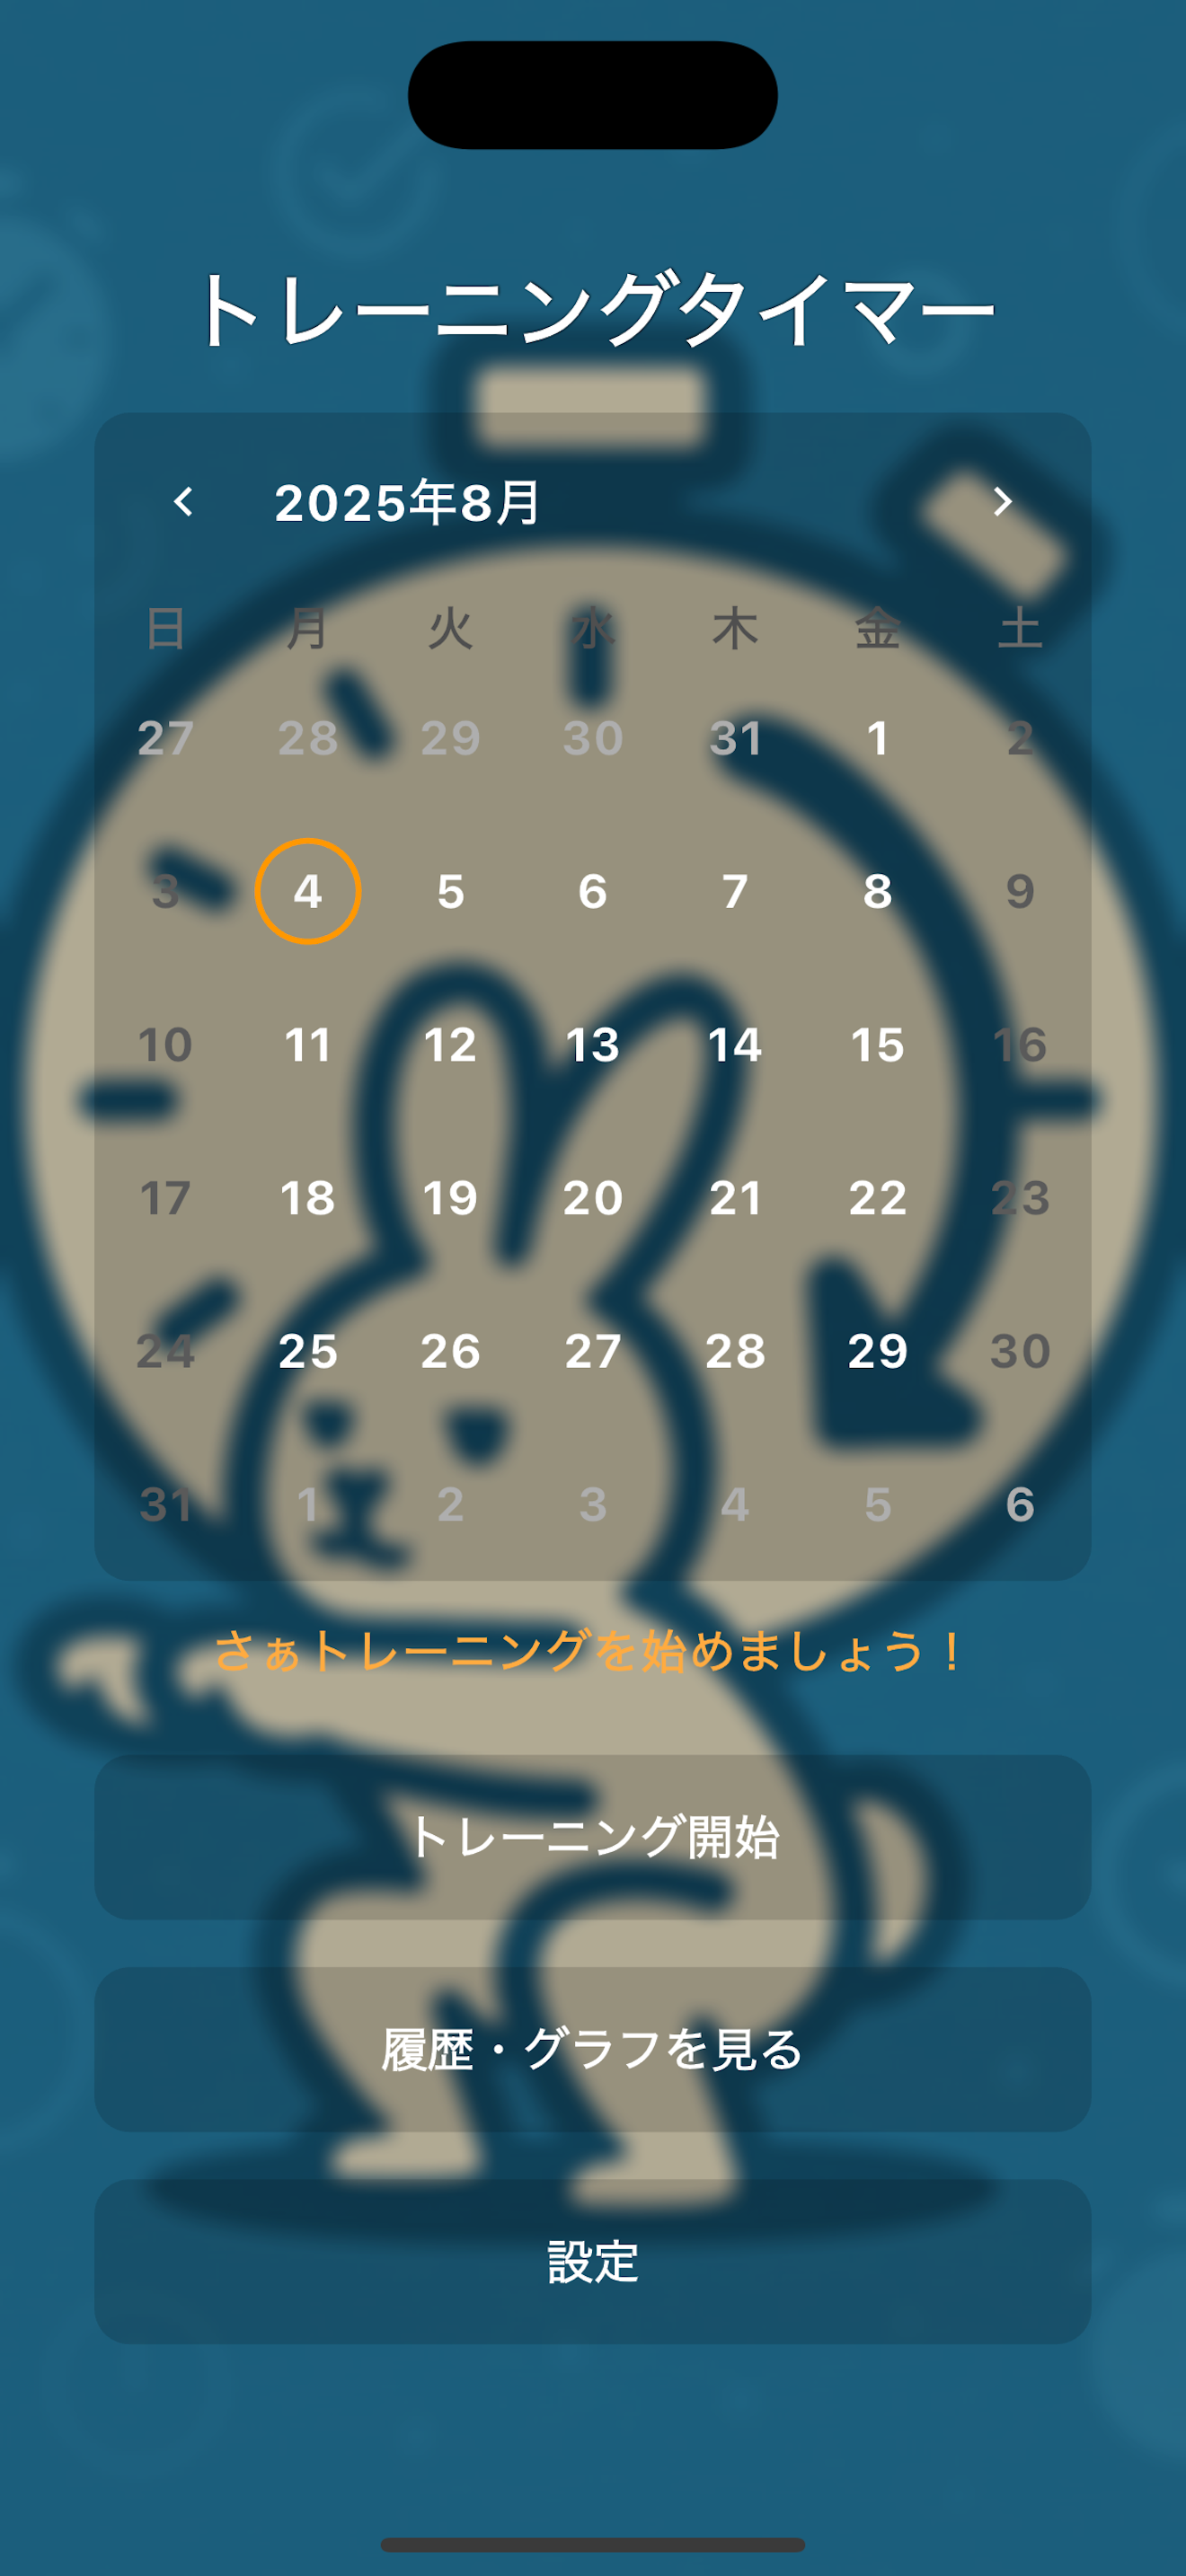 トレーニングタイマー
2025年8月
日 月 火 水 木 金 土
27 28 29 30 31 1 2
3 4 5 6 7 8 9
10 11 12 13 14 15 16
17 18 19 20 21 22 23
24 25 26 27 28 29 30
31 1 2 3 4 5 6
さぁトレーニングを始めましょう！
トレーニング開始
履歴・グラフを見る
設定